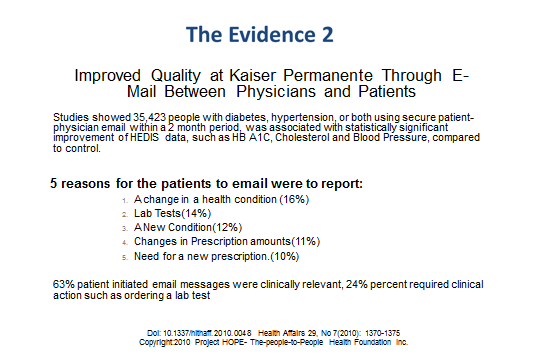 The Evidence 2
Improved Quality at Kaiser Permanente Through E-
Mail Between Physicians and Patients
Studies showed 35,423 people with diabetes, hypertension, or both using secure patient-
physician email within a 2 month period, was associated with statistically significant
improvement of HEDIS data, such as HB A1C, Cholesterol and Blood Pressure, compared
to control.
5 reasons for the patients to email were to report:
1. A change in a health condition (16%)
2. Lab Tests(14%)
3. A New Condition(12%)
4. Changes in Prescription amounts(11%)
5. Need for a new prescription.(10%)
63% patient initiated email messages were clinically relevant, 24% percent required clinical
action such as ordering a lab test
Doi: 10.1337/hlthaff.2010.0048 Health Affairs 29, No 7(2010): 1370-1375
Copyright:2010 Project HOPE- The-people-to-People Health Foundation Inc.